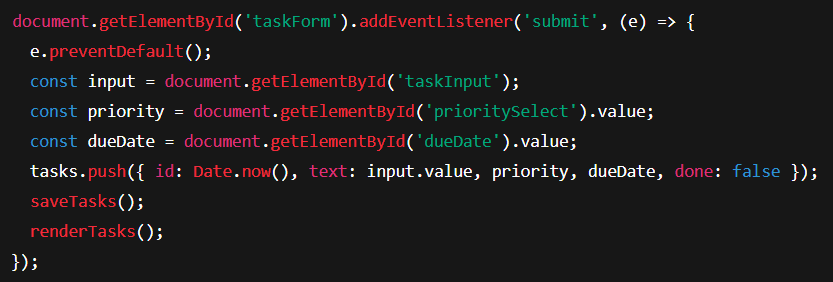 document.getElementById('taskForm').addEventListener('submit', (e) => {
  e.preventDefault();
  const input = document.getElementById('taskInput');
  const priority = document.getElementById('prioritySelect').value;
  const dueDate = document.getElementById('dueDate').value;
  tasks.push({ id: Date.now(), text: input.value, priority, dueDate, done: false });
  saveTasks();
  renderTasks();
});